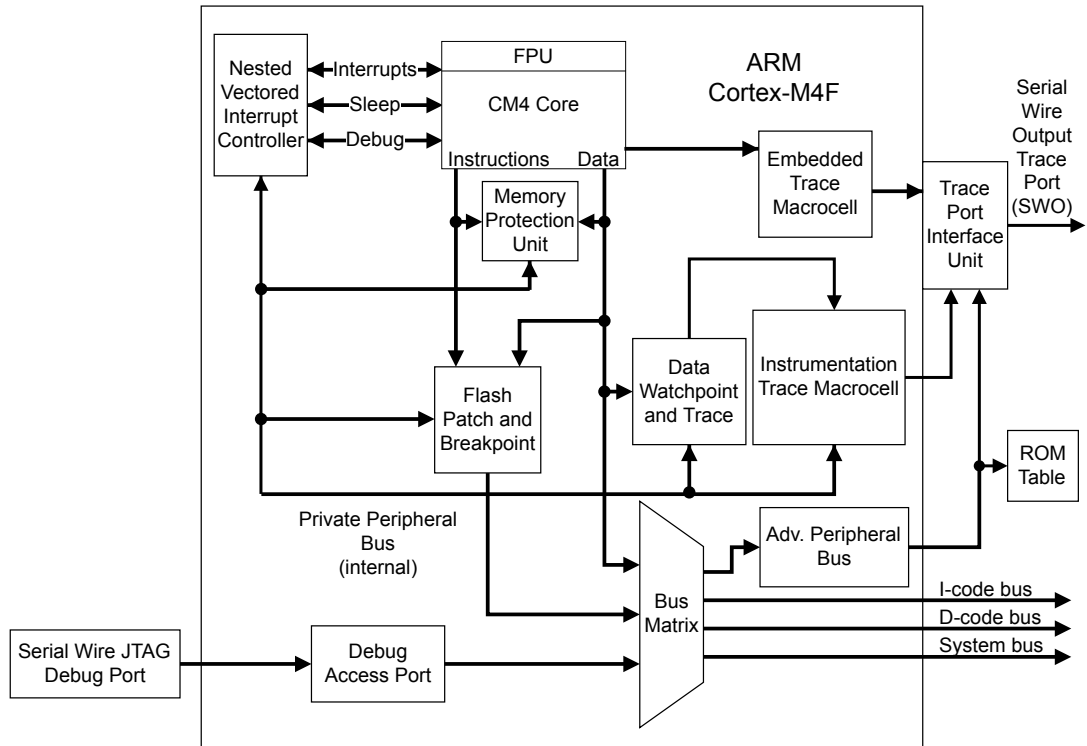 FPU
ARM
Cortex-M4F
Nested
Vectored
Interrupt
Controller
Interrupts
Sleep
Debug
CM4 Core
Instructions
Data
Serial
Wire
Output
Trace
Port
(SWO)
Embedded
Trace
Macrocell
Trace
Port
Interface
Unit
Memory
Protection
Unit
Flash
Patch and
Breakpoint
Data
Watchpoint
and Trace
Instrumentation
Trace Macrocell
ROM
Table
Private Peripheral
Bus
(internal)
Adv. Peripheral
Bus
Bus
Matrix
I-code bus
D-code bus
System bus
Serial Wire JTAG
Debug Port
Debug
Access Port